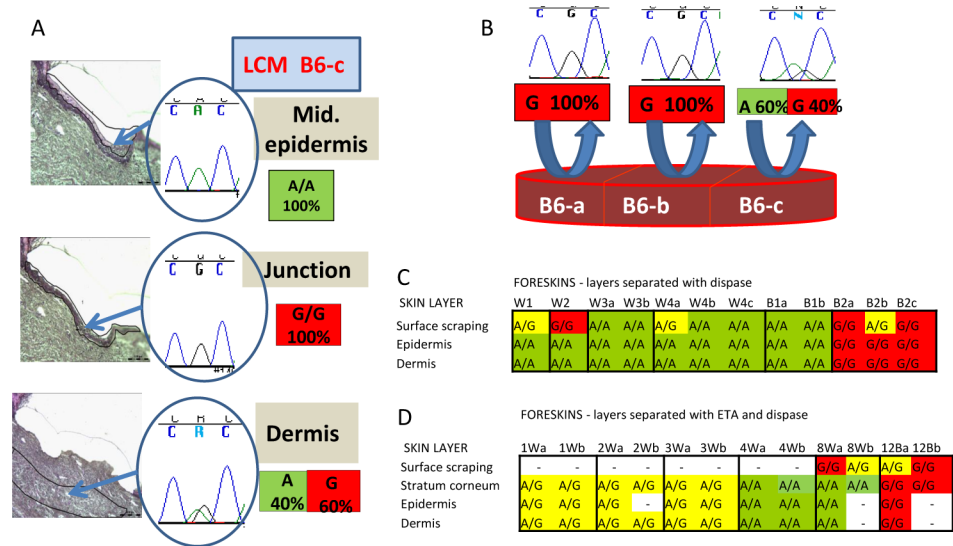 A
LCM B6-c
C A C
Mid.
epidermis
A/A
100%
Junction
C G C
G/G
100%
Dermis
C R C
A
40%
G
60%
B
C G C
C G C
C N C
G 100%
G 100%
A 60% G 40%
B6-a B6-b B6-c
C
FORESKINS - layers separated with dispase
SKIN LAYER W1 W2 W3a W3b W4a W4b W4c B1a B1b B2a B2b B2c
Surface scraping A/G G/G A/A A/A A/G A/A A/A A/A A/A G/G A/G G/G
Epidermis A/A A/A A/A A/A A/A A/A A/A A/A A/A G/G G/G G/G
Dermis A/A A/A A/A A/A A/A A/A A/A A/A A/A G/G G/G G/G
D
FORESKINS - layers separated with ETA and dispase
SKIN LAYER 1Wa 1Wb 2Wa 2Wb 3Wa 3Wb 4Wa 4Wb 8Wa 8Wb 12Ba 12Bb
Surface scraping - - - - - - - - G/G A/G A/G G/G
Stratum corneum A/G A/G A/G A/G A/G A/G A/A A/A A/A A/A G/G G/G
Epidermis A/G A/G A/G - A/G A/G A/A A/A A/A - G/G -
Dermis A/G A/G A/G A/G A/G A/G A/A A/A A/A - G/G -